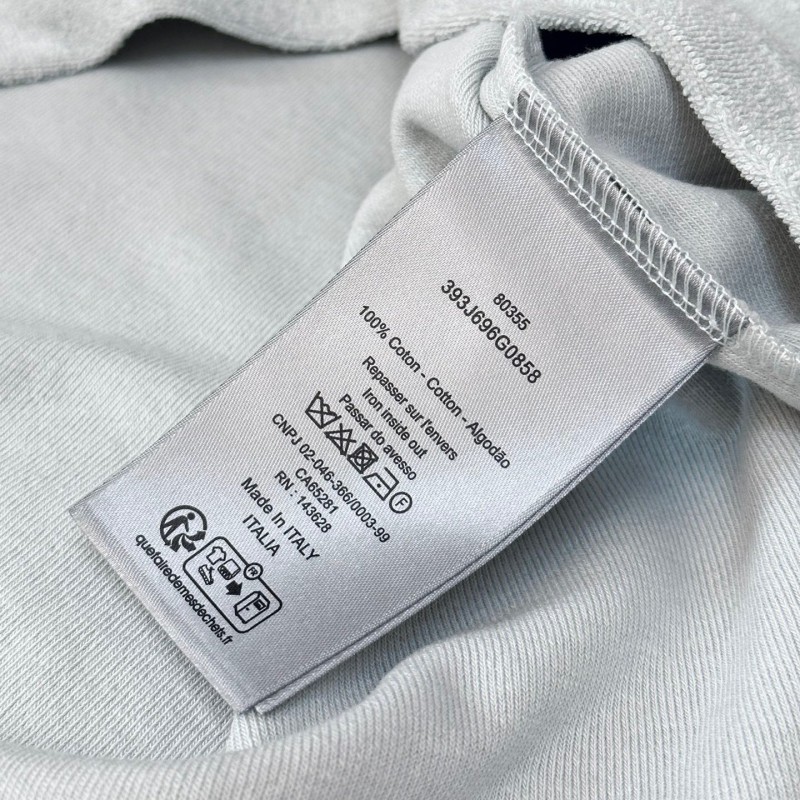 80355
393J696G0858
100% Coton - Cotton - Algodão
Repasser sur l'envers
Iron inside out
Passar do avesso
F
CNPJ 02-046-366/0003-99
CA65281
RN : 143628
Made In ITALY
ITALIA
FR
quefairedemesdechets.fr